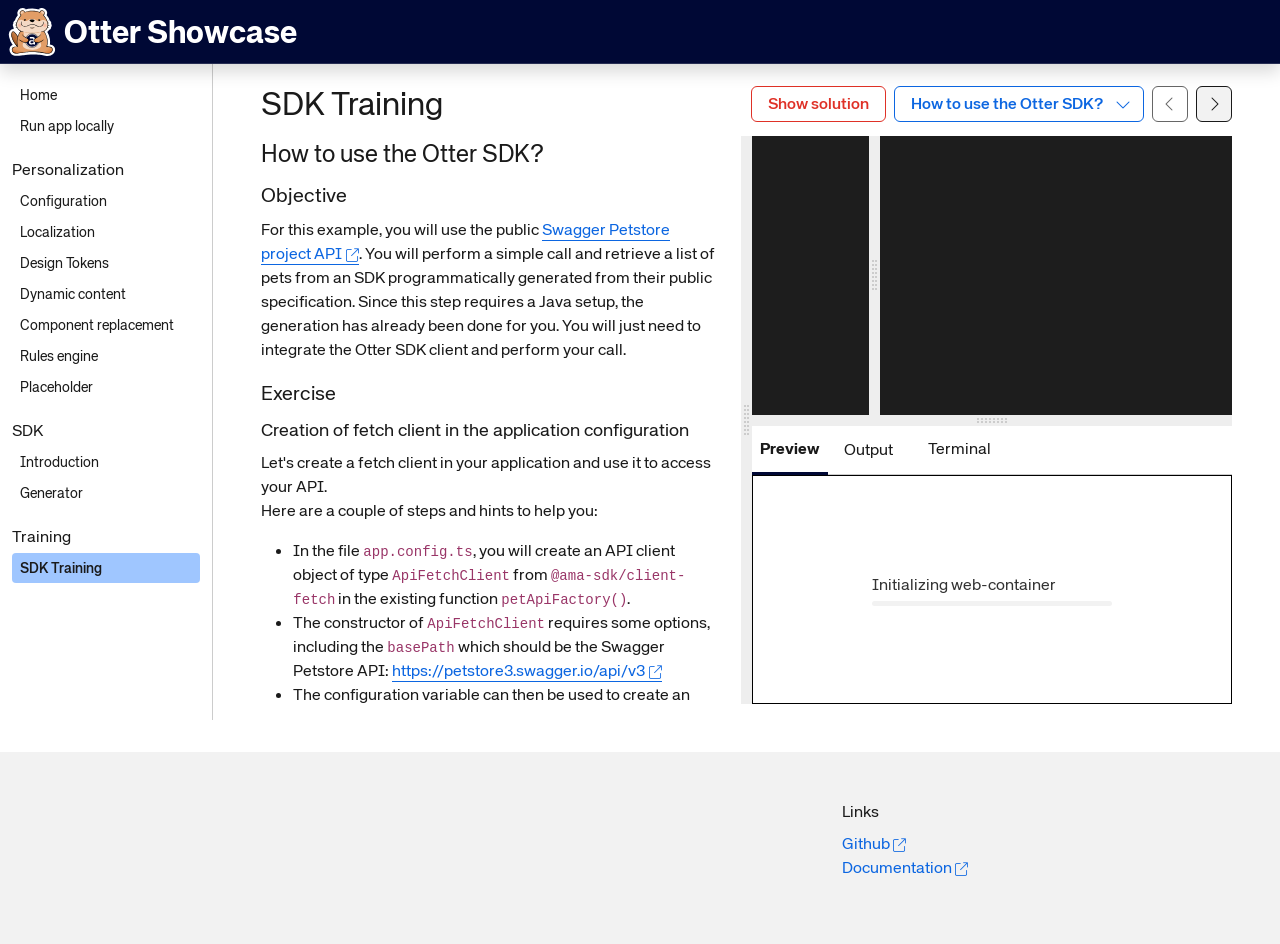 Otter Showcase
Home
Run app locally
Personalization
Configuration
Localization
Design Tokens
Dynamic content
Component replacement
Rules engine
Placeholder
SDK
Introduction
Generator
Training
SDK Training
SDK Training
Show solution
How to use the Otter SDK?
How to use the Otter SDK?
Objective
For this example, you will use the public Swagger Petstore
project API. You will perform a simple call and retrieve a list of
pets from an SDK programmatically generated from their public
specification. Since this step requires a Java setup, the
generation has already been done for you. You will just need to
integrate the Otter SDK client and perform your call.
Exercise
Creation of fetch client in the application configuration
Let's create a fetch client in your application and use it to access
your API.
Here are a couple of steps and hints to help you:
In the file app.config.ts, you will create an API client
object of type ApiFetchClient from @ama-sdk/client-
fetch in the existing function petApiFactory().
The constructor of ApiFetchClient requires some options,
including the basePath which should be the Swagger
Petstore API: https://petstore3.swagger.io/api/v3
The configuration variable can then be used to create an
Preview
Output
Terminal
Initializing web-container
Links
Github
Documentation